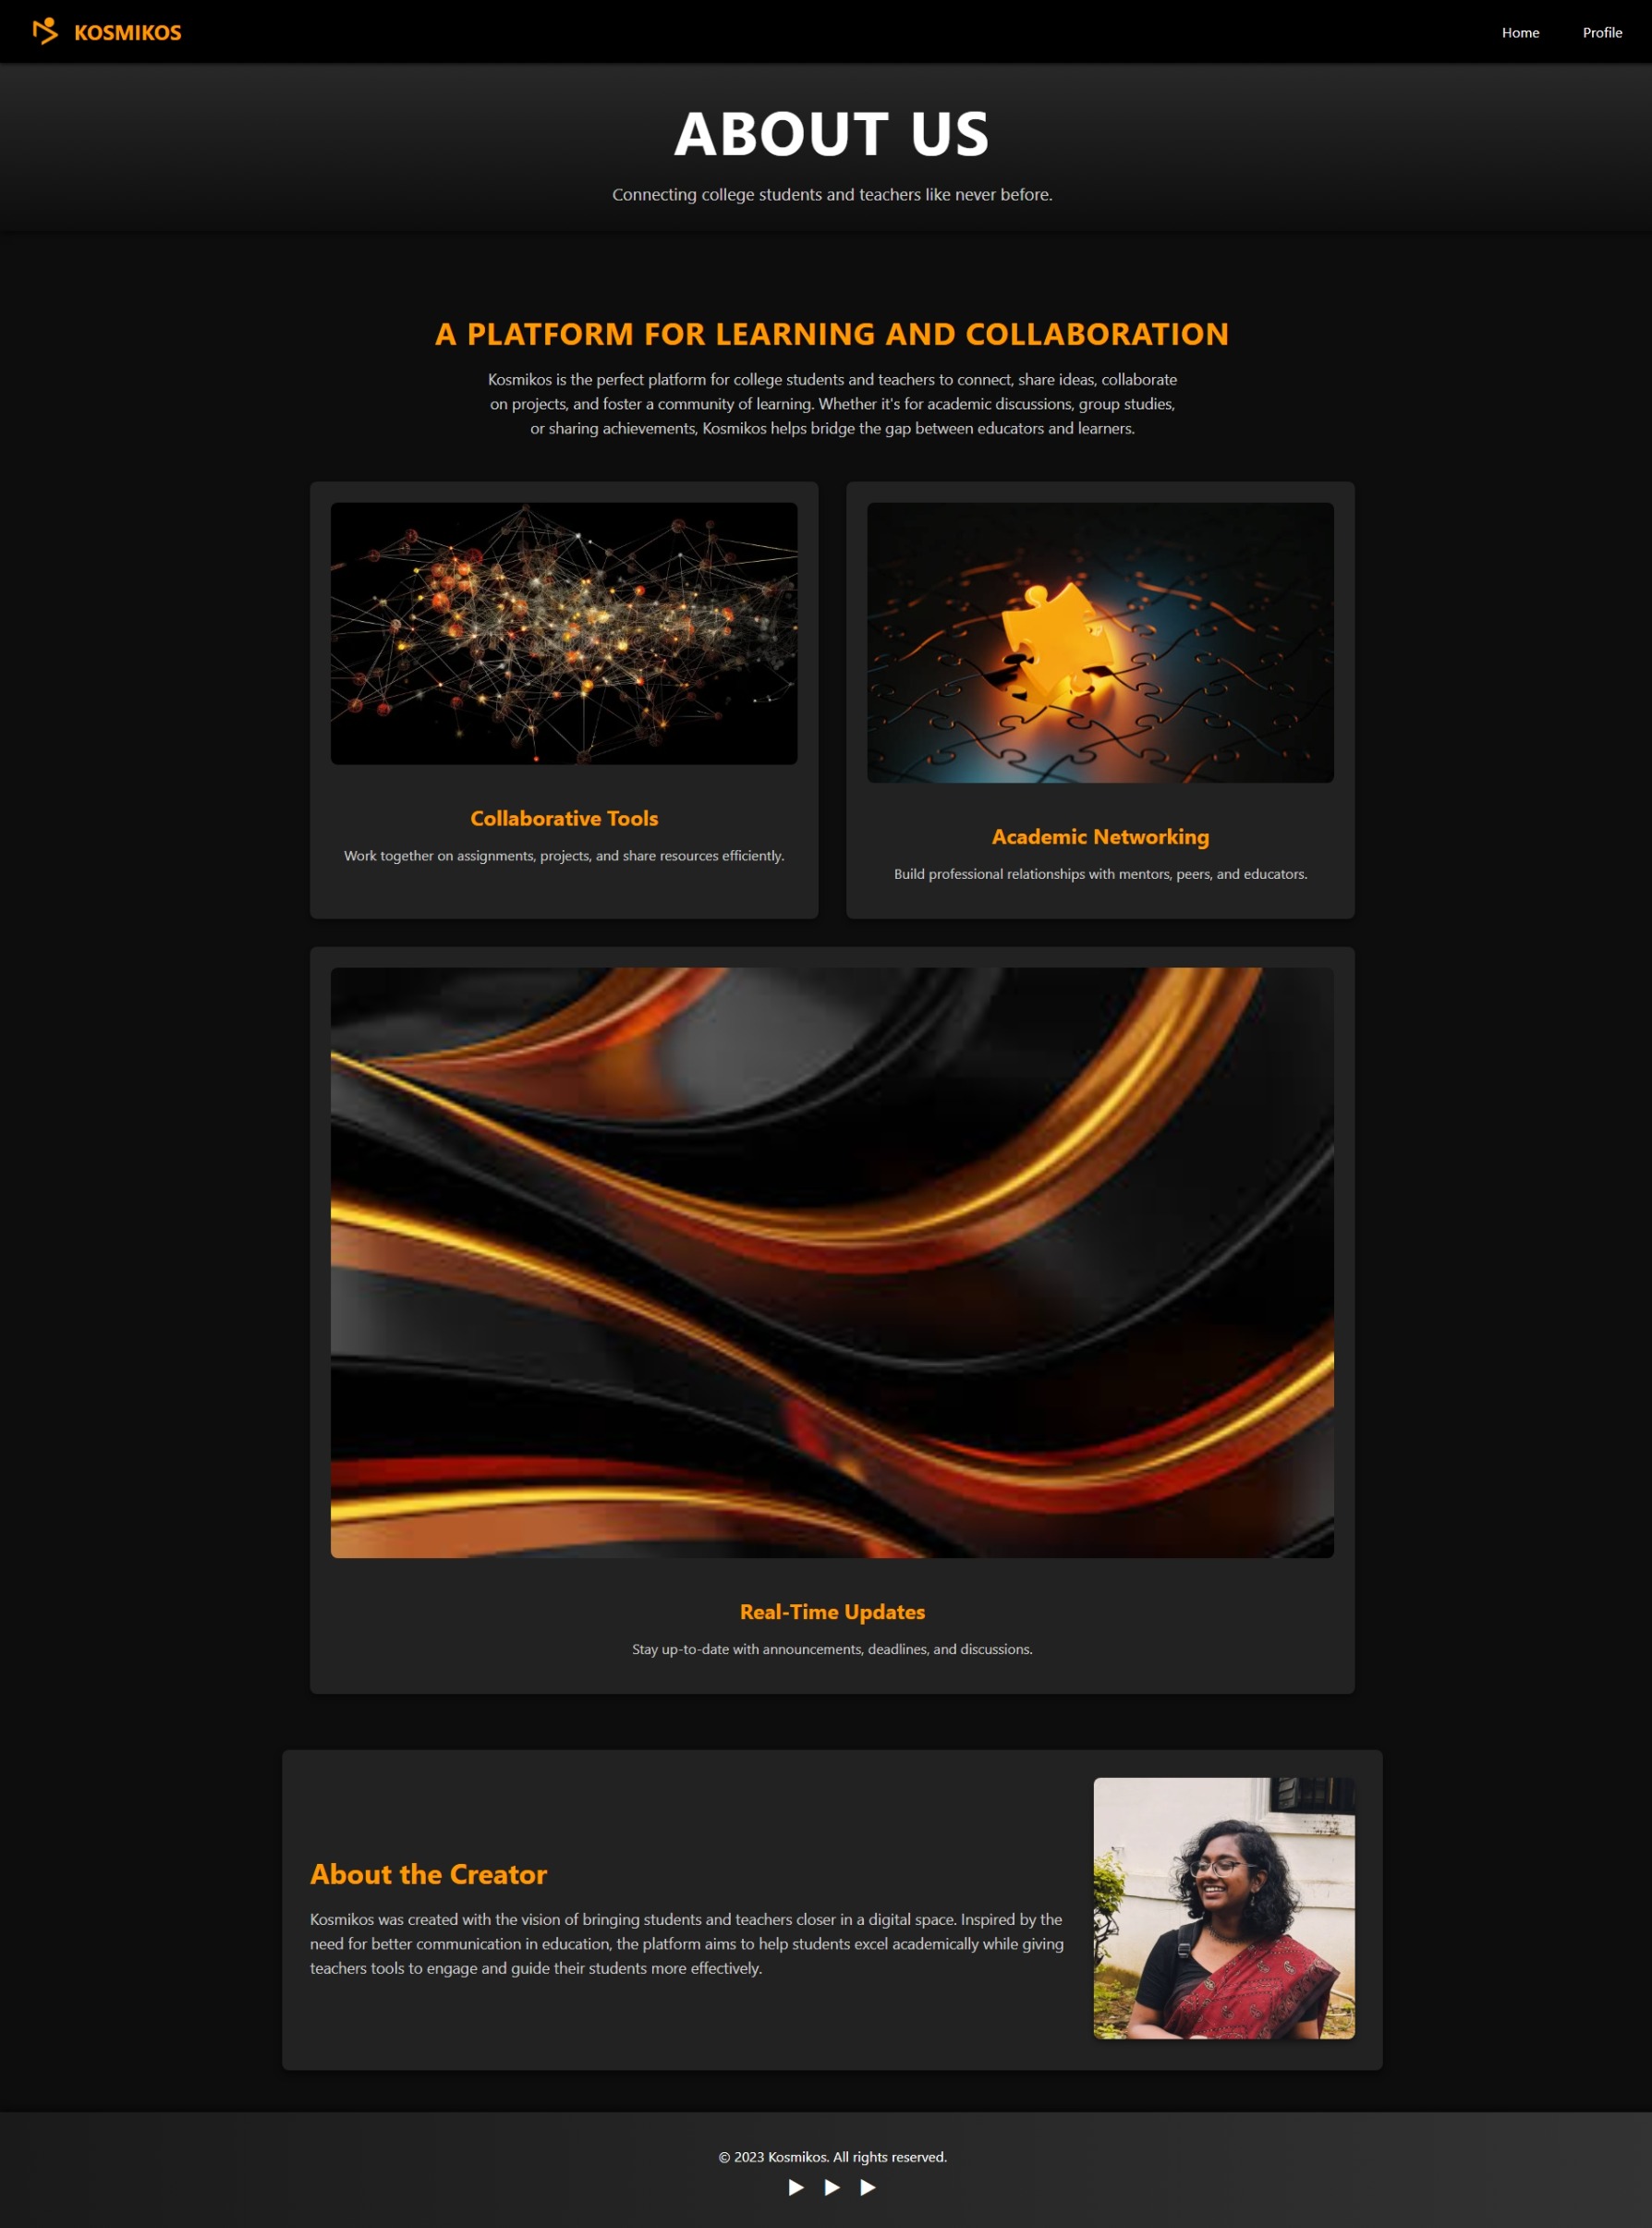 KOSMIKOS
Home
Profile
ABOUT US
Connecting college students and teachers like never before.
A PLATFORM FOR LEARNING AND COLLABORATION
Kosmikos is the perfect platform for college students and teachers to connect, share ideas, collaborate
on projects, and foster a community of learning. Whether it's for academic discussions, group studies,
or sharing achievements, Kosmikos helps bridge the gap between educators and learners.
Collaborative Tools
Work together on assignments, projects, and share resources efficiently.
Academic Networking
Build professional relationships with mentors, peers, and educators.
Real-Time Updates
Stay up-to-date with announcements, deadlines, and discussions.
About the Creator
Kosmikos was created with the vision of bringing students and teachers closer in a digital space. Inspired by the
need for better communication in education, the platform aims to help students excel academically while giving
teachers tools to engage and guide their students more effectively.
© 2023 Kosmikos. All rights reserved.